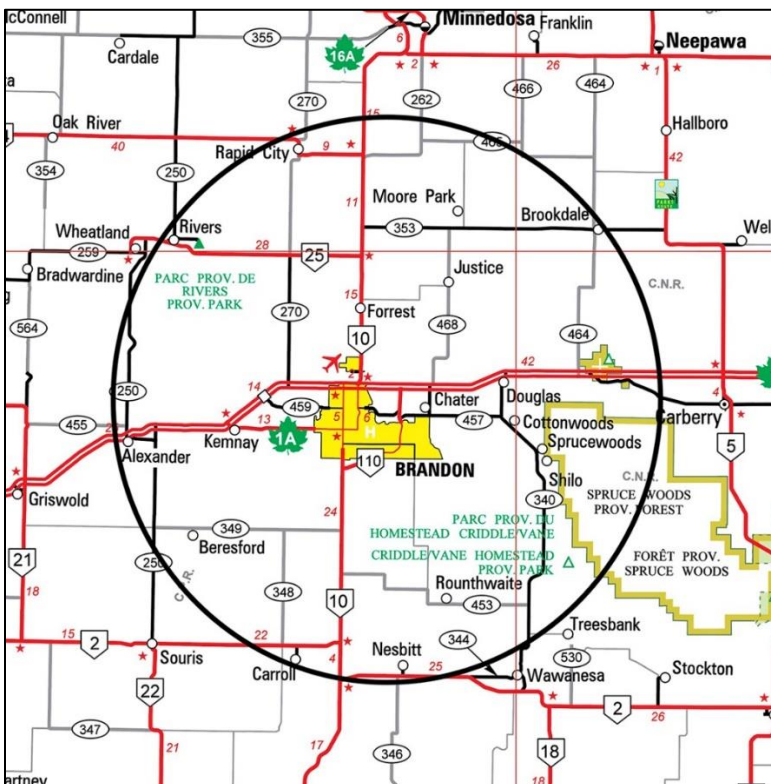 McConnell
355
Cardale
6
16A
Minnedosa
Franklin
Neepawa
2
26
1
270
262
466
464
15
Hallboro
Oak River
40
Rapid City
9
465
42
354
250
11
Moore Park
Brookdale
Wheatland
Rivers
353
259
28
25
Bradwardine
PARC PROV. DE
RIVERS
PROV. PARK
Justice
C.N.R.
564
270
15
Forrest
468
464
10
42
250
2
14
Chater
Douglas
4
459
5
6
457
Carberry
455
13
Kemnay
1A
H
Cottonwoods
Alexander
Sprucewoods
5
110
BRANDON
Shilo
C.N.R.
Griswold
24
340
SPRUCE WOODS
PROV. FOREST
349
PARC PROV. DU
HOMESTEAD CRIDDLE/VANE
Beresford
CRIDDLE/VANE HOMESTEAD
PROV. PARK
FORÊT PROV.
SPRUCE WOODS
21
250
18
348
10
Rounthwaite
453
Treesbank
15
2
22
Souris
Carroll
4
Nesbitt
344
530
25
Wawanesa
Stockton
22
2
26
347
17
346
18
21
18